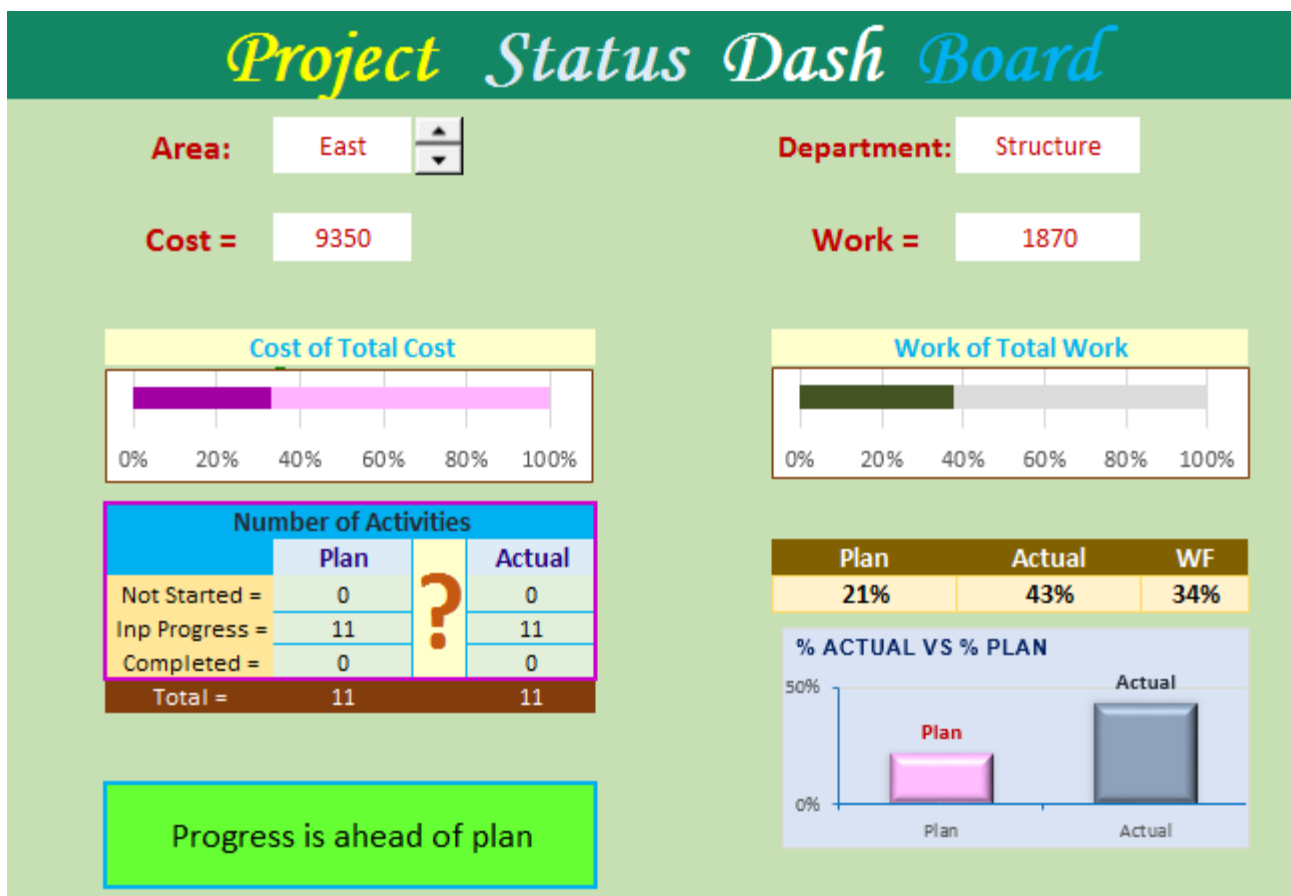 Project Status Dash Board
Area: East
Department: Structure
Cost = 9350
Work = 1870
Cost of Total Cost
0% 20% 40% 60% 80% 100%
Work of Total Work
0% 20% 40% 60% 80% 100%
Number of Activities
Plan ? Actual
Not Started = 0 0
Inp Progress = 11 11
Completed = 0 0
Total = 11 11
Plan Actual WF
21% 43% 34%
% ACTUAL VS % PLAN
50%
Actual
Plan
0%
Plan Actual
Progress is ahead of plan